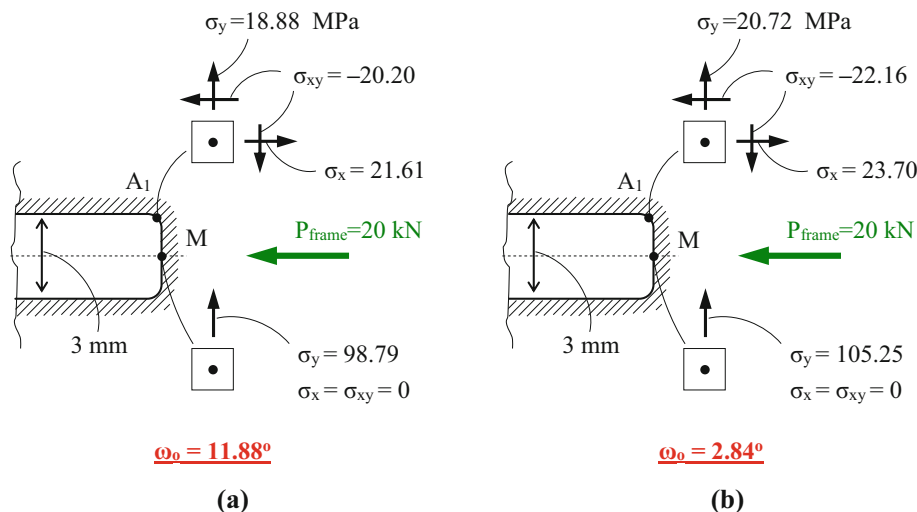 σy=18.88 MPa
σxy= –20.20
σx= 21.61
A1
M
Pframe=20 kN
3 mm
σy= 98.79
σx = σxy= 0
ωo = 11.88º
(a)
σy=20.72 MPa
σxy= –22.16
σx= 23.70
A1
M
Pframe=20 kN
3 mm
σy= 105.25
σx = σxy= 0
ωo = 2.84º
(b)